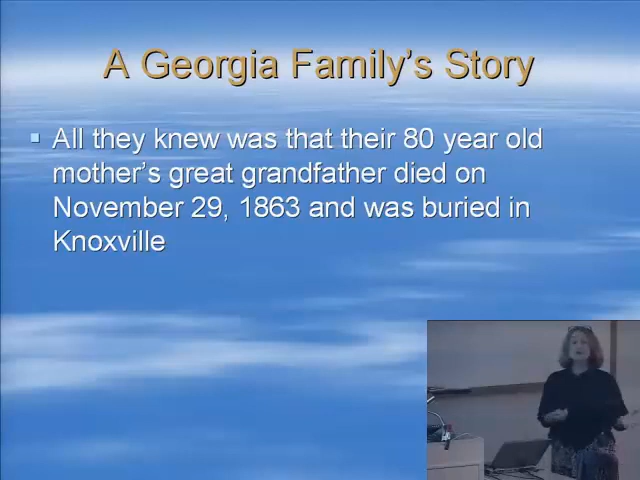 A Georgia Family's Story
All they knew was that their 80 year old
mother's great grandfather died on
November 29, 1863 and was buried in
Knoxville